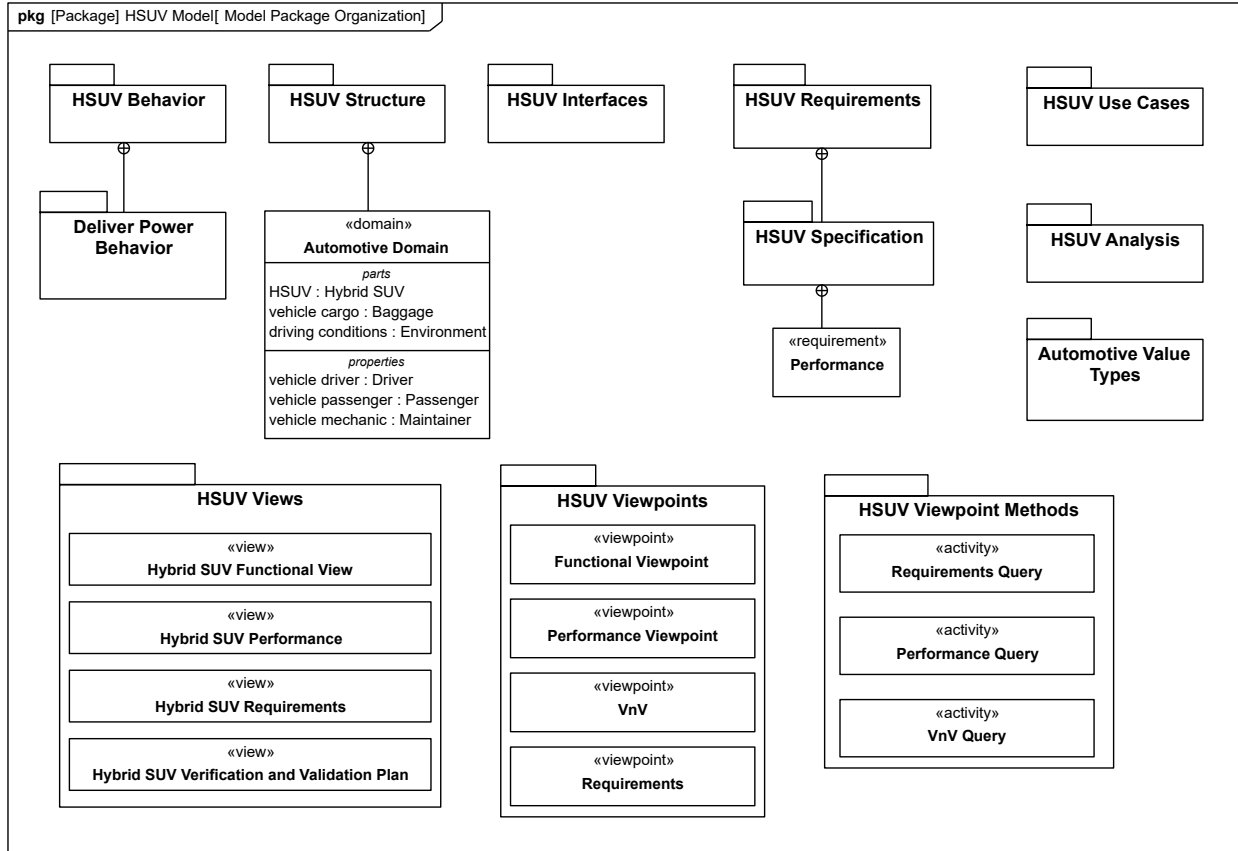 pkg [Package] HSUV Model[ Model Package Organization]
HSUV Behavior
HSUV Structure
HSUV Interfaces
HSUV Requirements
HSUV Use Cases
Deliver Power
Behavior
«domain»
Automotive Domain
parts
HSUV : Hybrid SUV
vehicle cargo : Baggage
driving conditions : Environment
properties
vehicle driver : Driver
vehicle passenger : Passenger
vehicle mechanic : Maintainer
HSUV Specification
«requirement»
Performance
HSUV Analysis
Automotive Value
Types
HSUV Views
«view»
Hybrid SUV Functional View
«view»
Hybrid SUV Performance
«view»
Hybrid SUV Requirements
«view»
Hybrid SUV Verification and Validation Plan
HSUV Viewpoints
«viewpoint»
Functional Viewpoint
«viewpoint»
Performance Viewpoint
«viewpoint»
VnV
«viewpoint»
Requirements
HSUV Viewpoint Methods
«activity»
Requirements Query
«activity»
Performance Query
«activity»
VnV Query